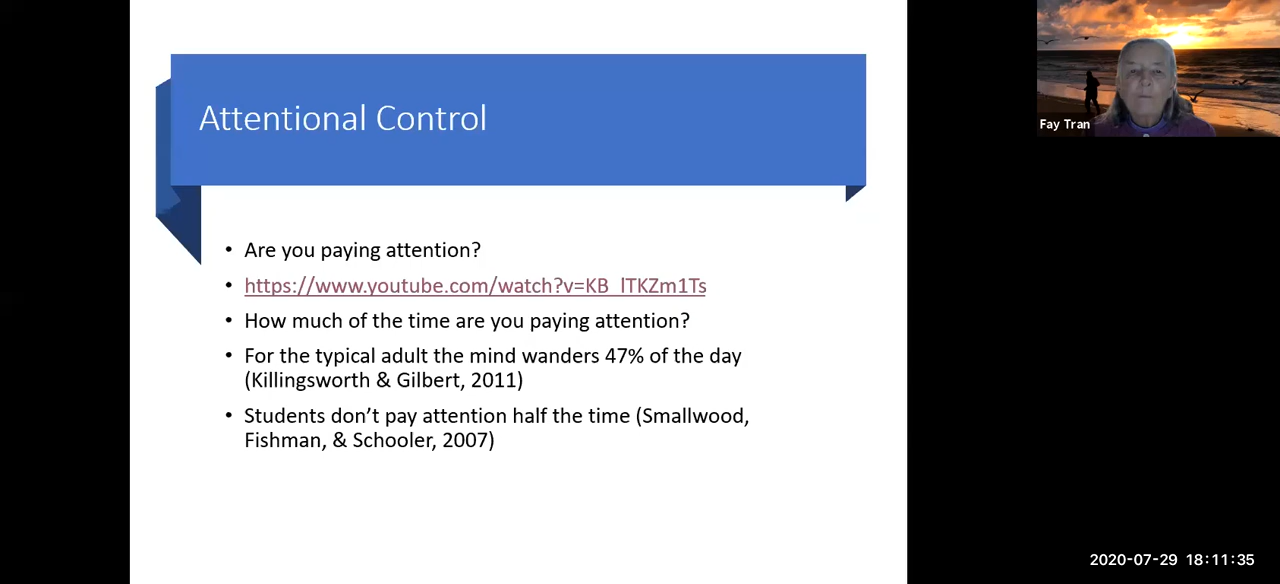 Attentional Control
• Are you paying attention?
• https://www.youtube.com/watch?v=KB_lTKZm1Ts
• How much of the time are you paying attention?
• For the typical adult the mind wanders 47% of the day
(Killingsworth & Gilbert, 2011)
• Students don’t pay attention half the time (Smallwood,
Fishman, & Schooler, 2007)
Fay Tran
2020-07-29 18:11:35